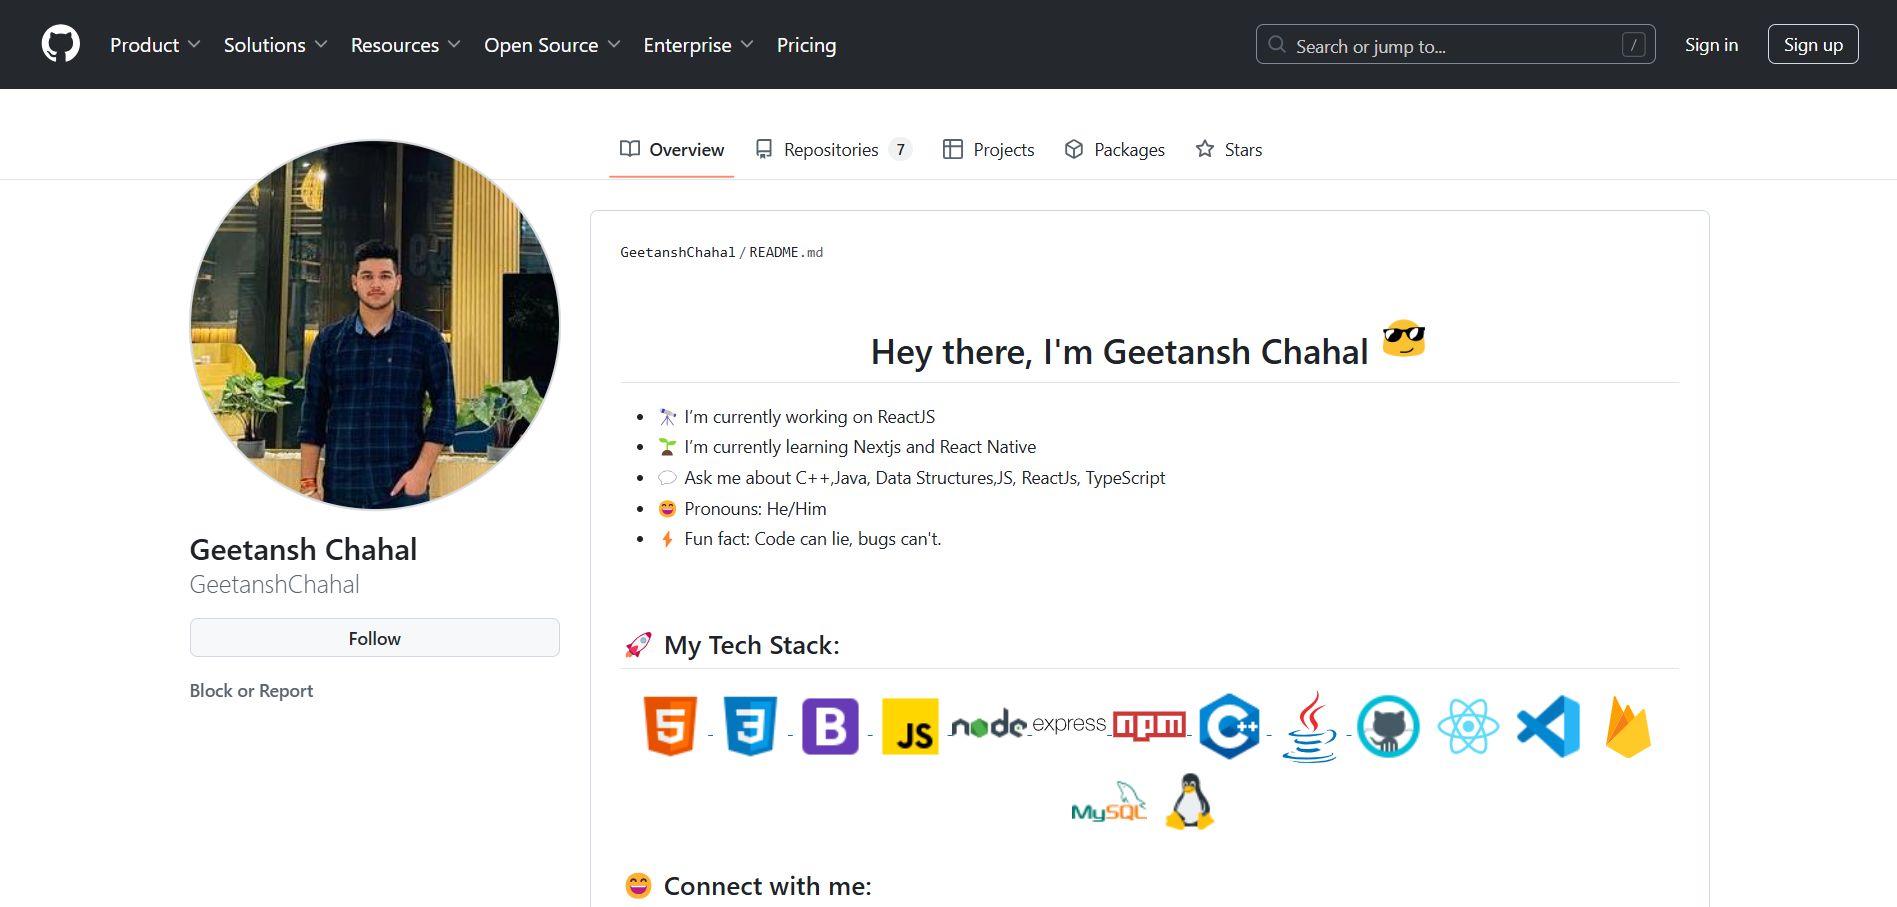 Product Solutions Resources Open Source Enterprise Pricing Search or jump to... / Sign in Sign up
Overview Repositories 7 Projects Packages Stars
GeetanshChahal / README.md
Hey there, I'm Geetansh Chahal
I’m currently working on ReactJS
I’m currently learning Nextjs and React Native
Ask me about C++,Java, Data Structures,JS, ReactJs, TypeScript
Pronouns: He/Him
Fun fact: Code can lie, bugs can't.
Geetansh Chahal
GeetanshChahal
Follow
Block or Report
My Tech Stack:
5 3 B JS node express npm C++
MySQL
Connect with me: